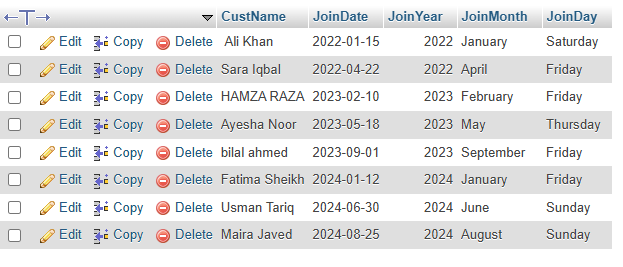 CustName JoinDate JoinYear JoinMonth JoinDay
Edit Copy Delete Ali Khan 2022-01-15 2022 January Saturday
Edit Copy Delete Sara Iqbal 2022-04-22 2022 April Friday
Edit Copy Delete HAMZA RAZA 2023-02-10 2023 February Friday
Edit Copy Delete Ayesha Noor 2023-05-18 2023 May Thursday
Edit Copy Delete bilal ahmed 2023-09-01 2023 September Friday
Edit Copy Delete Fatima Sheikh 2024-01-12 2024 January Friday
Edit Copy Delete Usman Tariq 2024-06-30 2024 June Sunday
Edit Copy Delete Maira Javed 2024-08-25 2024 August Sunday